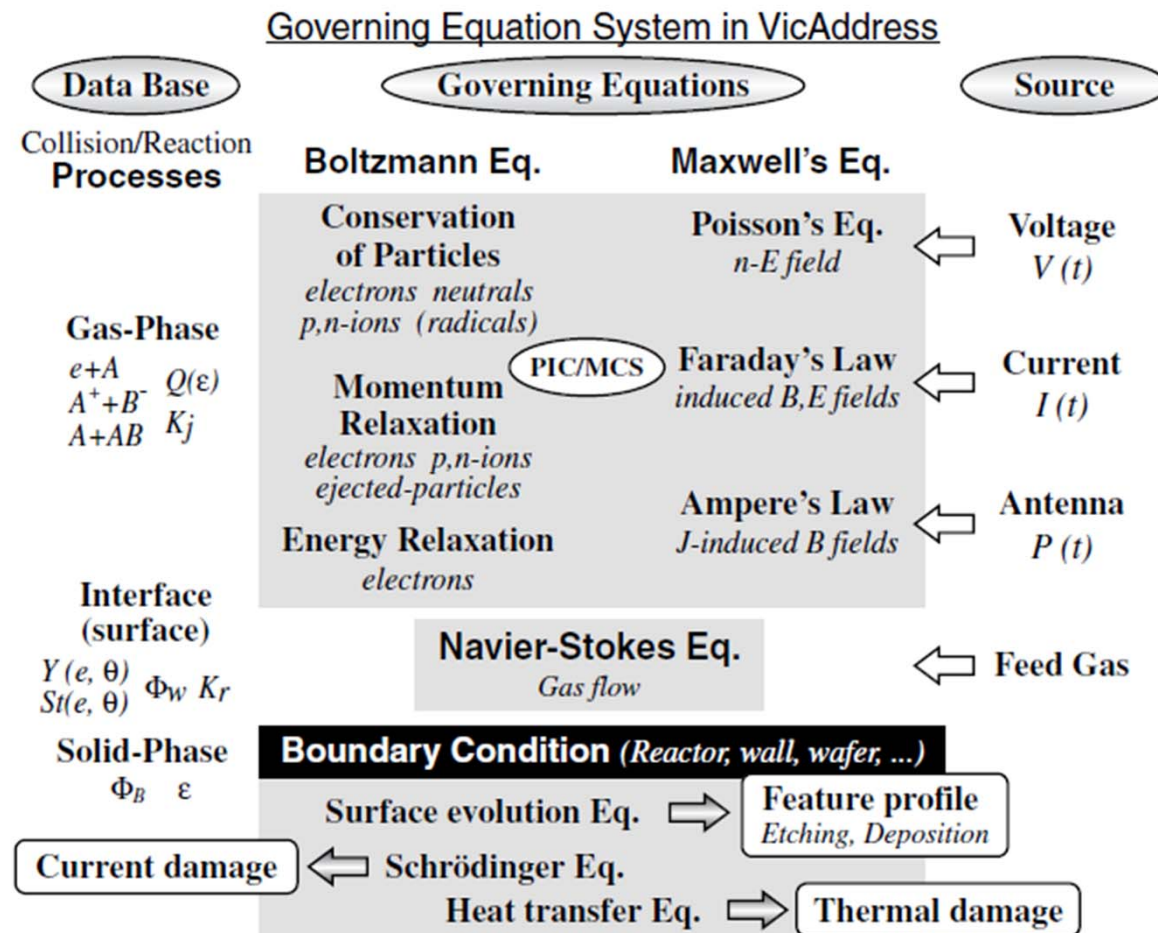 Governing Equation System in VicAddress
Data Base
Governing Equations
Source
Collision/Reaction
Processes
Boltzmann Eq.
Maxwell's Eq.
Conservation
of Particles
electrons neutrals
p,n-ions (radicals)
Poisson's Eq.
n-E field
Voltage
V (t)
Gas-Phase
e+A
A⁺+B⁻
A+AB
Q(ε)
Kj
PIC/MCS
Momentum
Relaxation
electrons p,n-ions
ejected-particles
Faraday's Law
induced B,E fields
Current
I (t)
Energy Relaxation
electrons
Ampere's Law
J-induced B fields
Antenna
P (t)
Interface
(surface)
Y (e, θ)
St(e, θ)
Φw Kr
Navier-Stokes Eq.
Gas flow
Feed Gas
Solid-Phase
ΦB ε
Boundary Condition (Reactor, wall, wafer, ...)
Surface evolution Eq.
Feature profile
Etching, Deposition
Current damage
Schrödinger Eq.
Heat transfer Eq.
Thermal damage